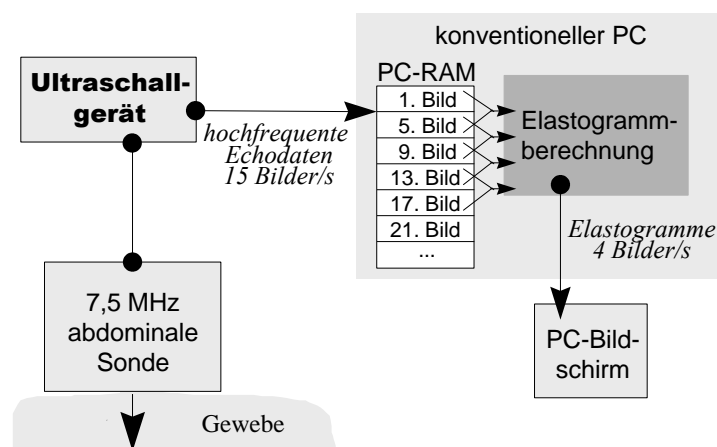 konventioneller PC
Ultraschall-
gerät
PC-RAM
1. Bild
5. Bild
9. Bild
13. Bild
17. Bild
21. Bild
...
Elastogramm-
berechnung
hochfrequente
Echodaten
15 Bilder/s
Elastogramme
4 Bilder/s
7,5 MHz
abdominale
Sonde
PC-Bild-
schirm
Gewebe